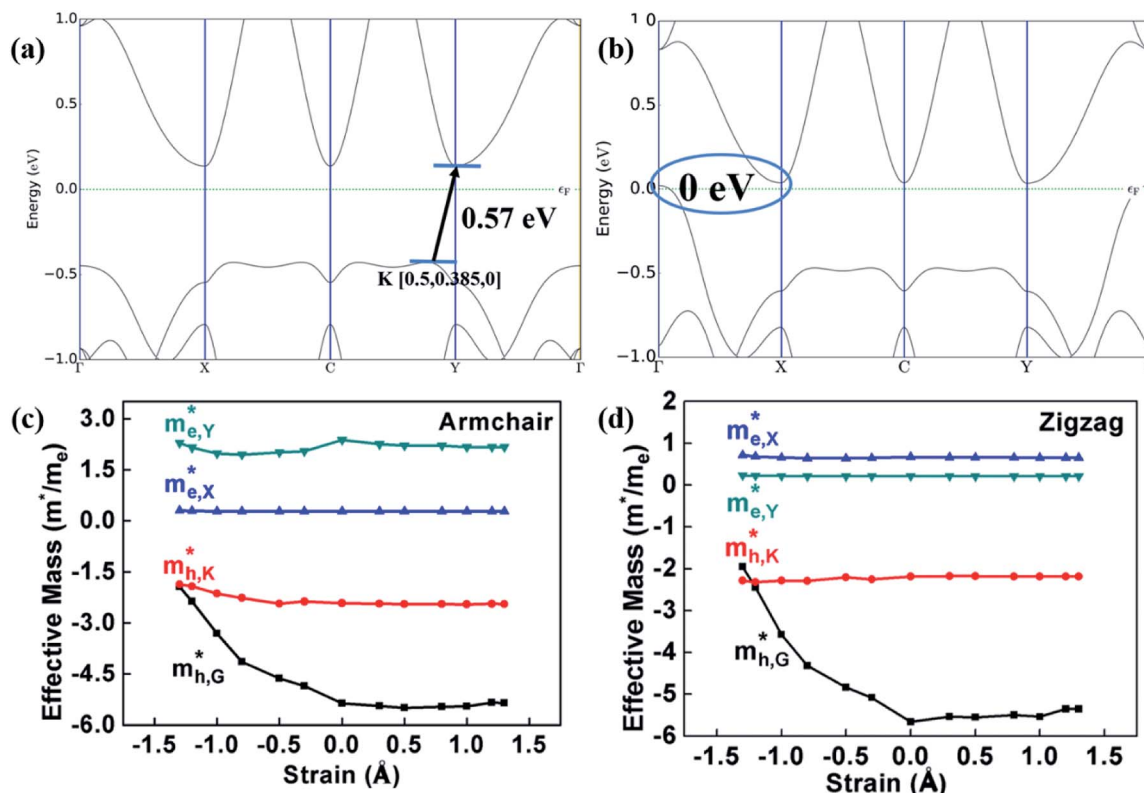 (a)
1.0
0.5
0.0
−0.5
−1.0
Energy (eV)
ϵF
0.57 eV
K [0.5,0.385,0]
Γ X C Y Γ
(b)
1.0
0.5
0.0
−0.5
−1.0
Energy (eV)
0 eV
ϵF
Γ X C Y
(c)
Armchair
3.0
1.5
0.0
-1.5
-3.0
-4.5
-6.0
Effective Mass (m*/me)
m*e,Y
m*e,X
m*h,K
m*h,G
-1.5 -1.0 -0.5 0.0 0.5 1.0 1.5
Strain (Å)
(d)
Zigzag
2
1
0
-1
-2
-3
-4
-5
-6
Effective Mass (m*/me)
m*e,X
m*e,Y
m*h,K
m*h,G
-1.5 -1.0 -0.5 0.0 0.5 1.0 1.5
Strain (Å)